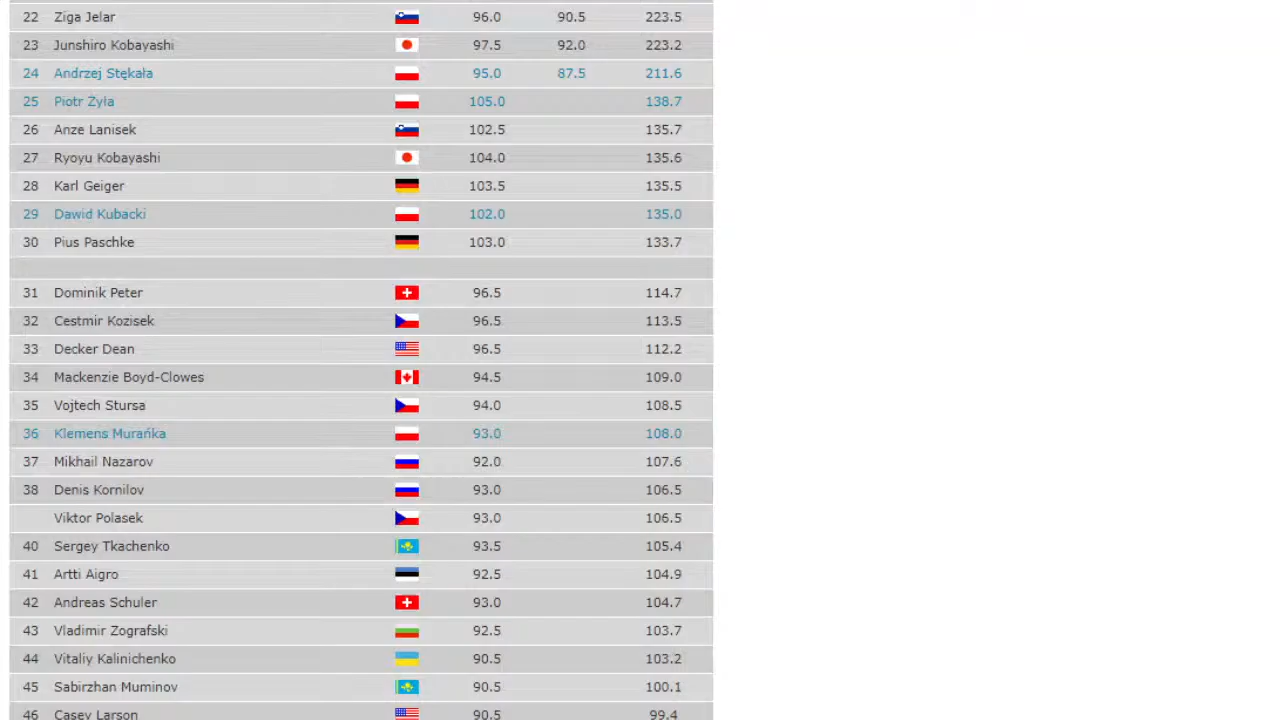 22 Ziga Jelar 96.0 90.5 223.5
23 Junshiro Kobayashi 97.5 92.0 223.2
24 Andrzej Stękała 95.0 87.5 211.6
25 Piotr Żyła 105.0 138.7
26 Anze Lanisek 102.5 135.7
27 Ryoyu Kobayashi 104.0 135.6
28 Karl Geiger 103.5 135.5
29 Dawid Kubacki 102.0 135.0
30 Pius Paschke 103.0 133.7
31 Dominik Peter 96.5 114.7
32 Cestmir Kozisek 96.5 113.5
33 Decker Dean 96.5 112.2
34 Mackenzie Boyd-Clowes 94.5 109.0
35 Vojtech Stursa 94.0 108.5
36 Klemens Murańka 93.0 108.0
37 Mikhail Nazarov 92.0 107.6
38 Denis Kornilov 93.0 106.5
Viktor Polasek 93.0 106.5
40 Sergey Tkachenko 93.5 105.4
41 Artti Aigro 92.5 104.9
42 Andreas Schuler 93.0 104.7
43 Vladimir Zografski 92.5 103.7
44 Vitaliy Kalinichenko 90.5 103.2
45 Sabirzhan Muminov 90.5 100.1
46 Casey Larson 90.5 99.4